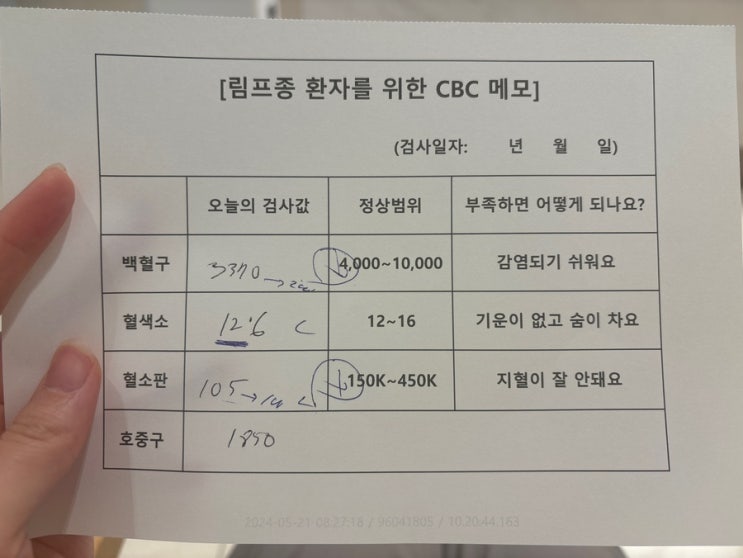 [림프종 환자를 위한 CBC 메모]
(검사일자: 년 월 일)
오늘의 검사값 정상범위 부족하면 어떻게 되나요?
백혈구 3370 → ↓ 4,000~10,000 감염되기 쉬워요
혈색소 12.6 12~16 기운이 없고 숨이 차요
혈소판 105 → ↓ 150K~450K 지혈이 잘 안돼요
호중구 1850
2024-05-21 08:27:18 / 96041805 / 10.20.44.163